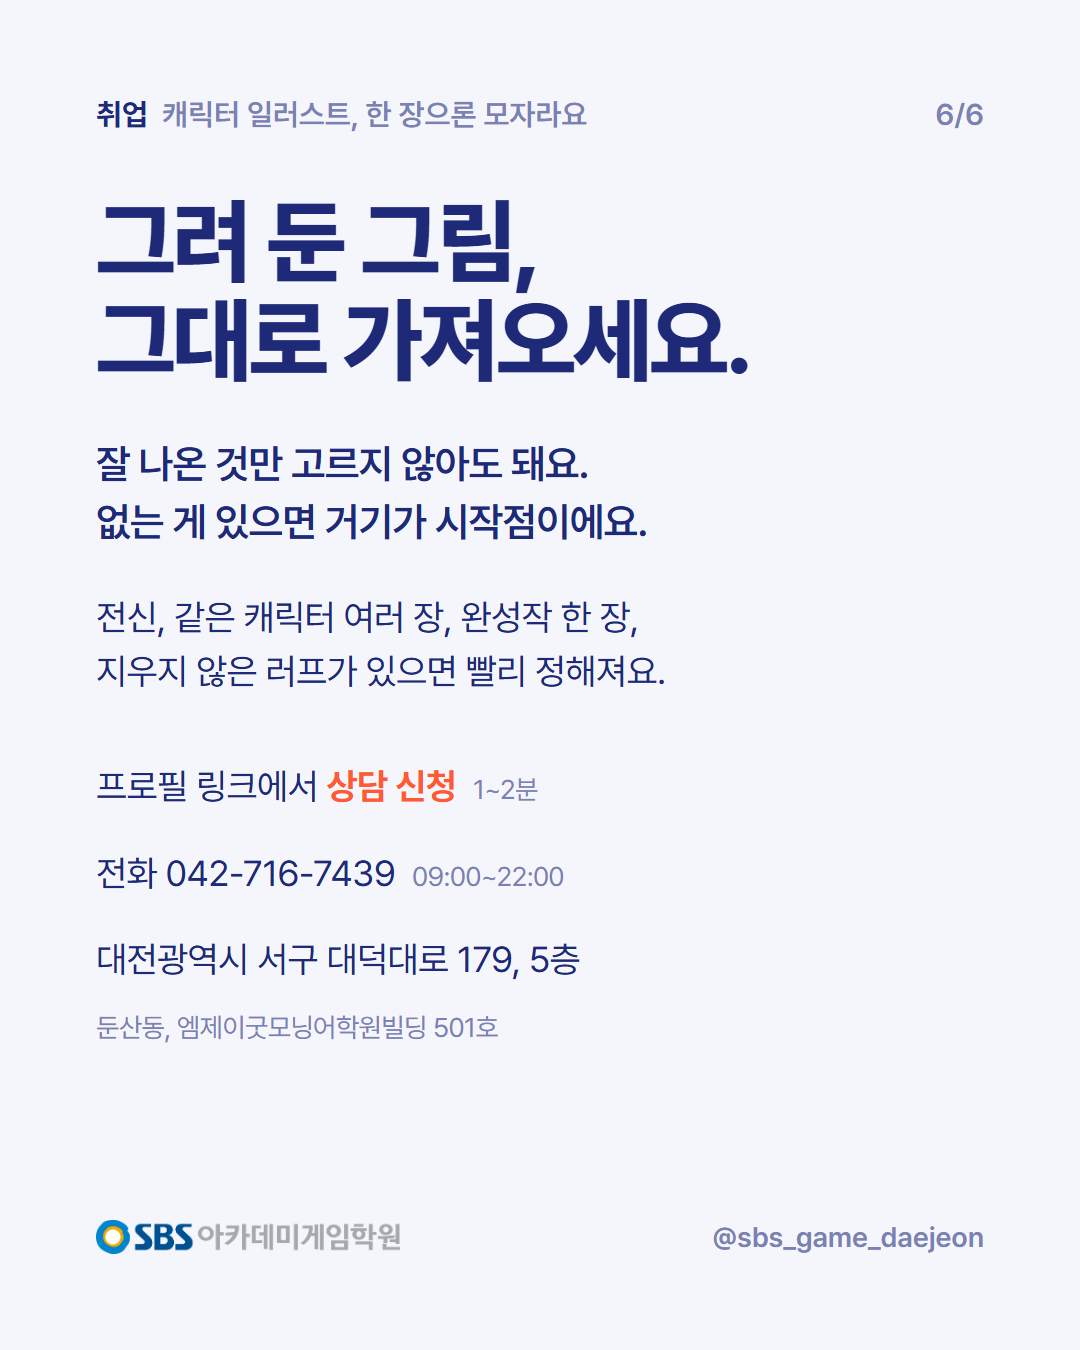 취업 캐릭터 일러스트, 한 장으론 모자라요 6/6
그려 둔 그림,
그대로 가져오세요.
잘 나온 것만 고르지 않아도 돼요.
없는 게 있으면 거기가 시작점이에요.
전신, 같은 캐릭터 여러 장, 완성작 한 장,
지우지 않은 러프가 있으면 빨리 정해져요.
프로필 링크에서 상담 신청 1~2분
전화 042-716-7439 09:00~22:00
대전광역시 서구 대덕대로 179, 5층
둔산동, 엠제이굿모닝어학원빌딩 501호
SBS 아카데미게임학원 @sbs_game_daejeon